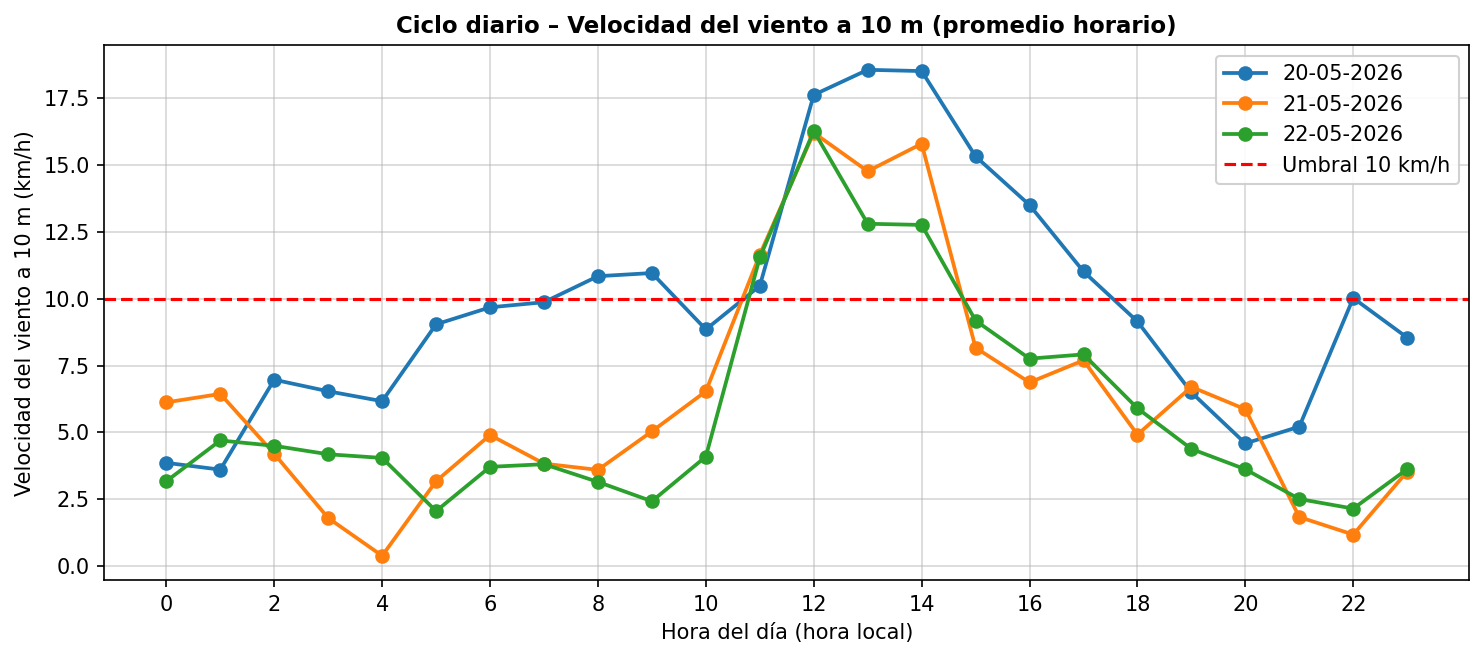 Ciclo diario – Velocidad del viento a 10 m (promedio horario)
20-05-2026
21-05-2026
22-05-2026
Umbral 10 km/h
Velocidad del viento a 10 m (km/h)
17.5
15.0
12.5
10.0
7.5
5.0
2.5
0.0
0 2 4 6 8 10 12 14 16 18 20 22
Hora del día (hora local)